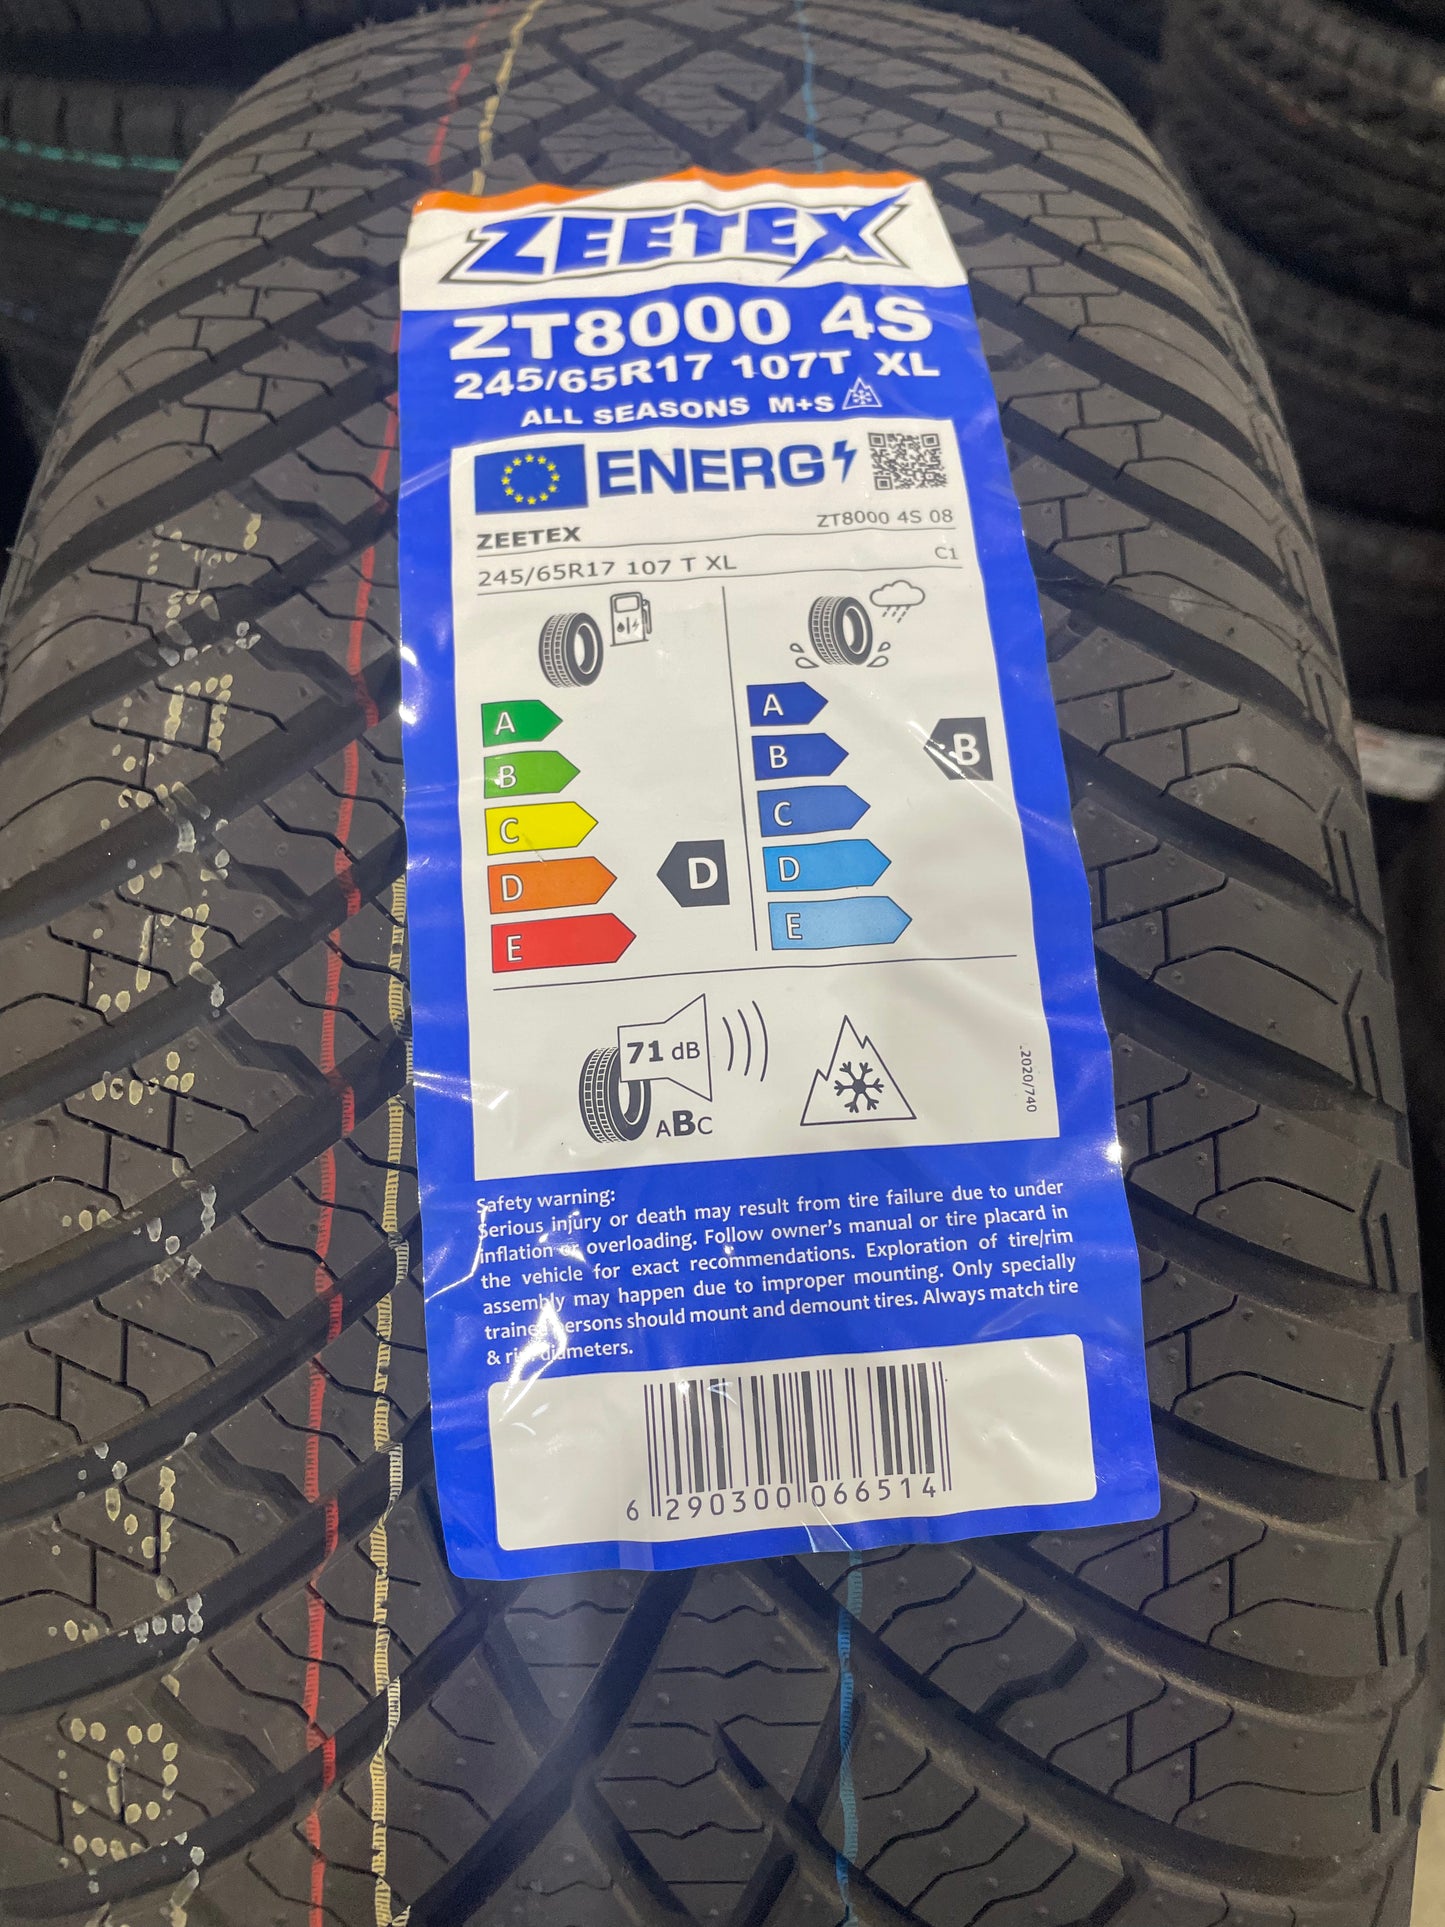 ZEETEX
ZT8000 4S
245/65R17 107T XL
ALL SEASONS M+S
ENERG
ZEETEX ZT8000 4S 08
245/65R17 107 T XL C1
A
B
C
D
E
D
A
B
C
D
E
B
71 dB
ABC
2020/740
Safety warning:
Serious injury or death may result from tire failure due to under
inflation or overloading. Follow owner's manual or tire placard in
the vehicle for exact recommendations. Exploration of tire/rim
assembly may happen due to improper mounting. Only specially
trained persons should mount and demount tires. Always match tire
& rim diameters.
6 290300 066514